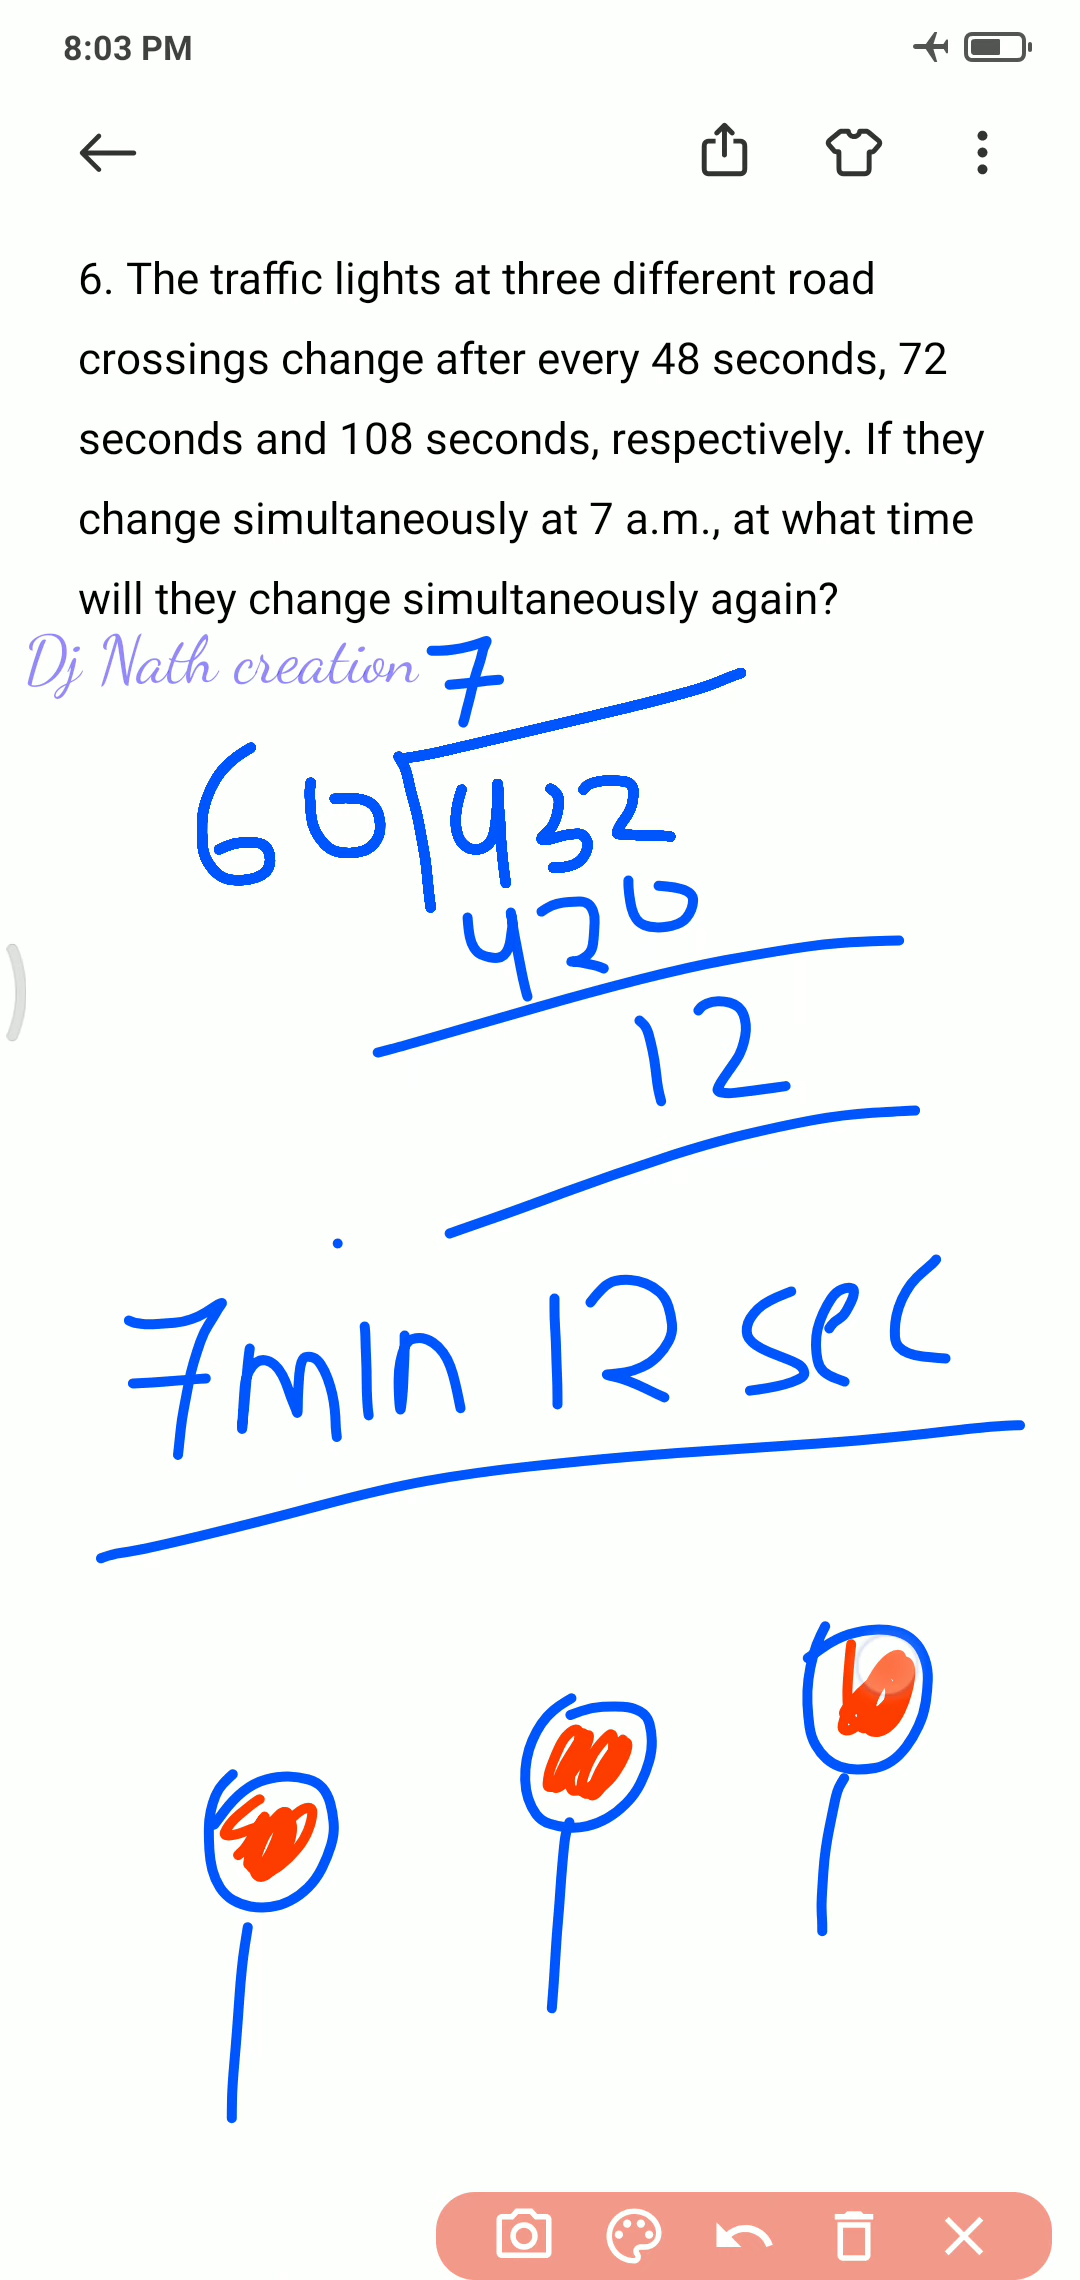 8:03 PM
6. The traffic lights at three different road
crossings change after every 48 seconds, 72
seconds and 108 seconds, respectively. If they
change simultaneously at 7 a.m., at what time
will they change simultaneously again?
Dj Nath creation
7
60 432
420
12
7 min 12 sec